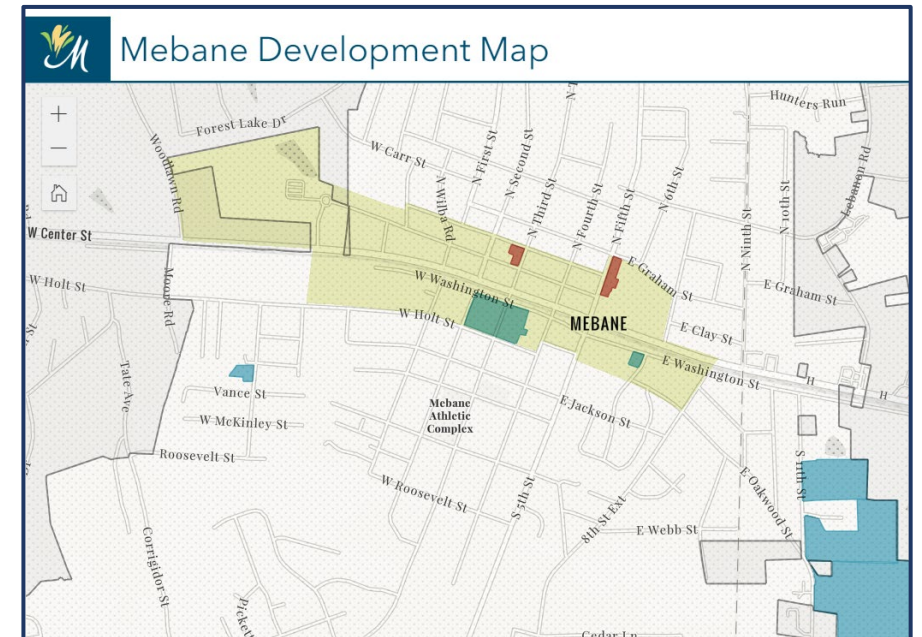 M
Mebane Development Map
+
−
Hunters Run
Forest Lake Dr
W Carr St
N First St
N Second St
N Third St
N Fourth St
N Fifth St
N 6th St
N Ninth St
N 10th St
Lebanon Rd
Woodlawn Rd
N Wilba Rd
W Center St
W Holt St
Moore Rd
W Washington St
W Holt St
MEBANE
E Graham St
E Graham St
E Clay St
E Washington St
H
H
Tate Ave
Vance St
W McKinley St
Roosevelt St
Mebane
Athletic
Complex
E Jackson St
W Roosevelt St
S 5th St
8th St Ext
E Webb St
E Oakwood St
S 11th St
Corrigidor St
Cedar Ln